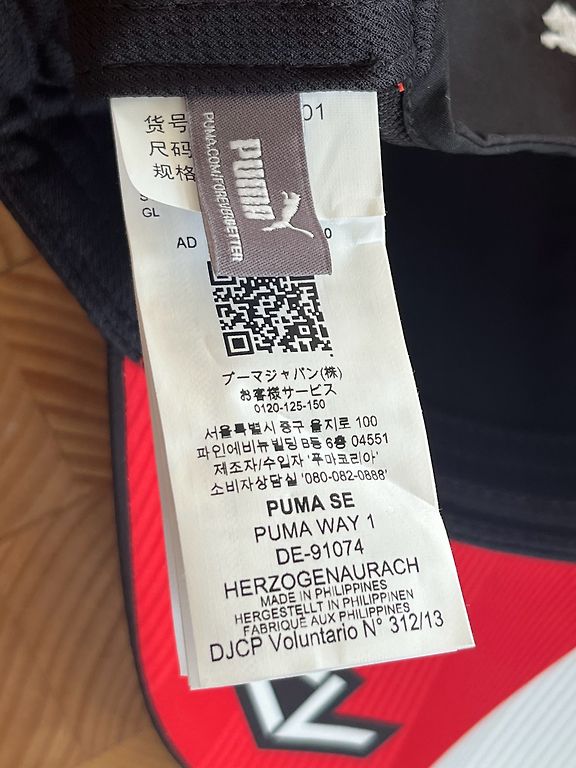 货号
01
尺码
规格
PUMA
PUMA.COM/FOREVERBETTER
GL
AD
0
プーマジャパン(株)
お客様サービス
0120-125-150
서울특별시 중구 을지로 100
파인에비뉴빌딩 B동 6층 04551
제조자/수입자 '푸마코리아'
소비자상담실 '080-082-0888'
PUMA SE
PUMA WAY 1
DE-91074
HERZOGENAURACH
MADE IN PHILIPPINES
HERGESTELLT IN PHILIPPINEN
FABRIQUÉ AUX PHILIPPINES
DJCP Voluntario N° 312/13